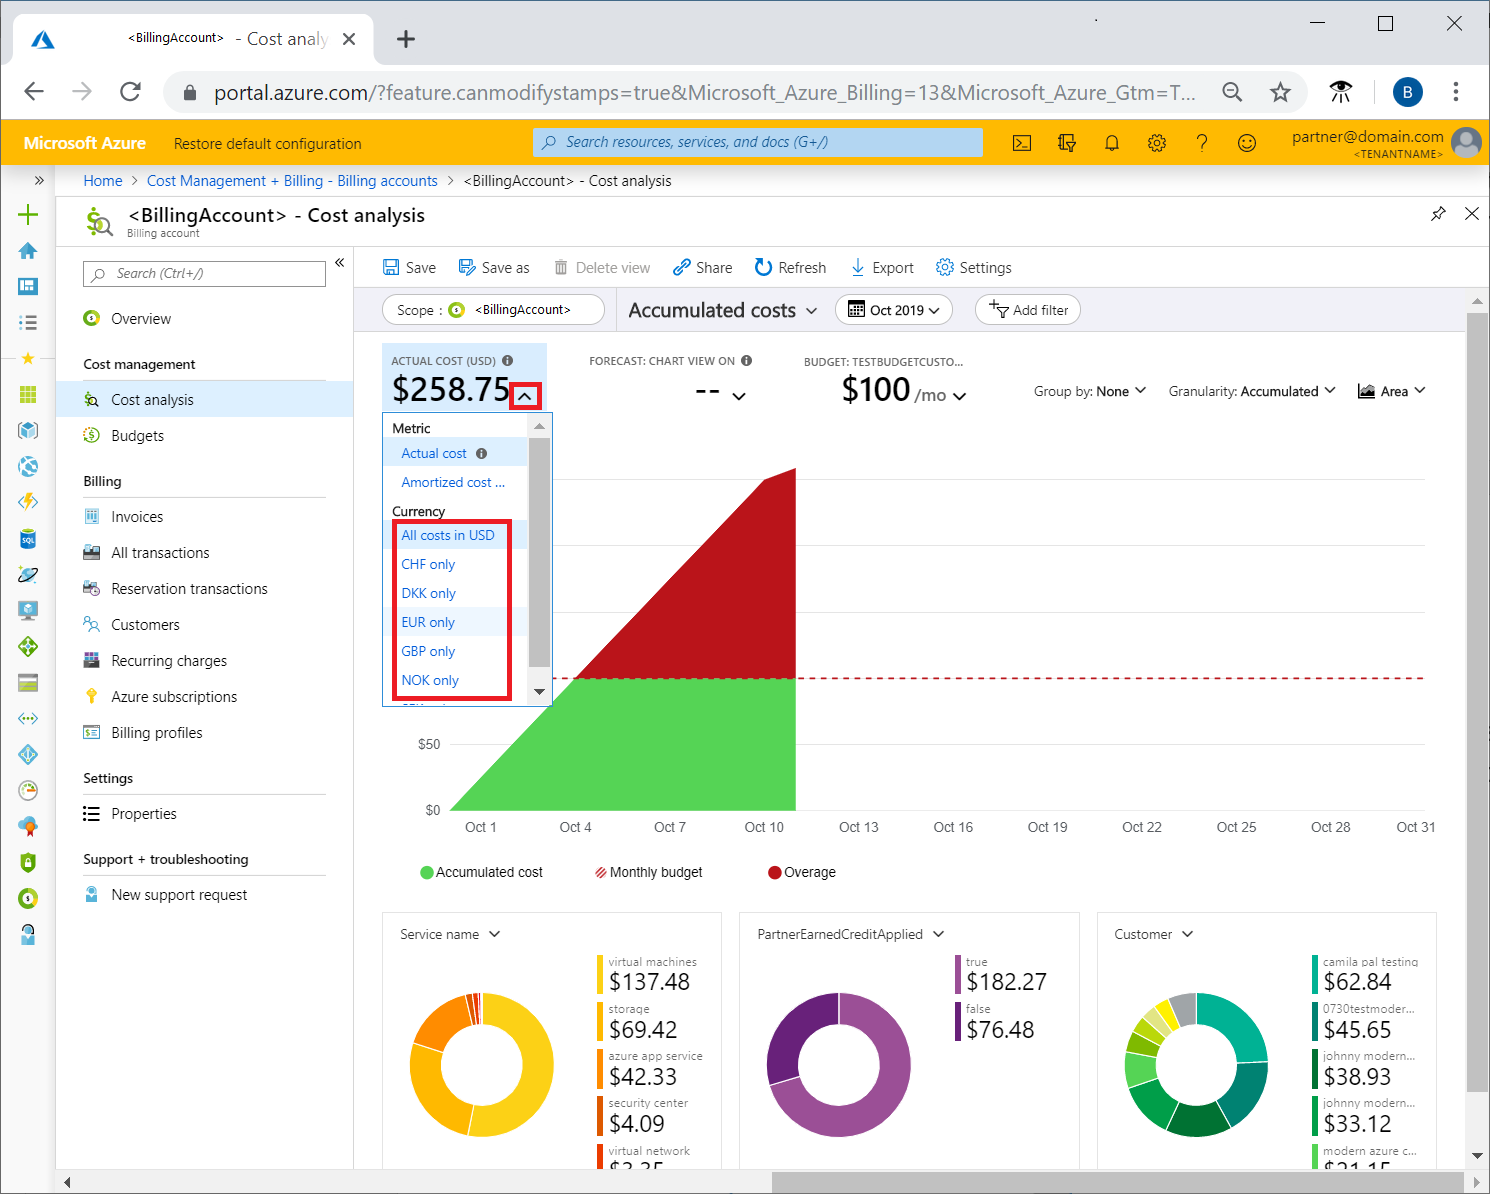 <BillingAccount> - Cost analy
portal.azure.com/?feature.canmodifystamps=true&Microsoft_Azure_Billing=13&Microsoft_Azure_Gtm=T...
B
Microsoft Azure
Restore default configuration
Search resources, services, and docs (G+/)
partner@domain.com
<TENANTNAME>
Home > Cost Management + Billing - Billing accounts > <BillingAccount> - Cost analysis
<BillingAccount> - Cost analysis
Billing account
Search (Ctrl+/)
Overview
Cost management
Cost analysis
Budgets
Billing
Invoices
All transactions
Reservation transactions
Customers
Recurring charges
Azure subscriptions
Billing profiles
Settings
Properties
Support + troubleshooting
New support request
Save
Save as
Delete view
Share
Refresh
Export
Settings
Scope : <BillingAccount>
Accumulated costs
Oct 2019
Add filter
ACTUAL COST (USD)
$258.75
FORECAST: CHART VIEW ON
--
BUDGET: TESTBUDGETCUSTO...
$100 /mo
Group by: None
Granularity: Accumulated
Area
Metric
Actual cost
Amortized cost ...
Currency
All costs in USD
CHF only
DKK only
EUR only
GBP only
NOK only
$50
$0
Oct 1
Oct 4
Oct 7
Oct 10
Oct 13
Oct 16
Oct 19
Oct 22
Oct 25
Oct 28
Oct 31
Accumulated cost
Monthly budget
Overage
Service name
virtual machines
$137.48
storage
$69.42
azure app service
$42.33
security center
$4.09
virtual network
$3.35
PartnerEarnedCreditApplied
true
$182.27
false
$76.48
Customer
camila pal testing
$62.84
0730testmoder...
$45.65
johnny modern...
$38.93
johnny modern...
$33.12
modern azure c...
$21.15